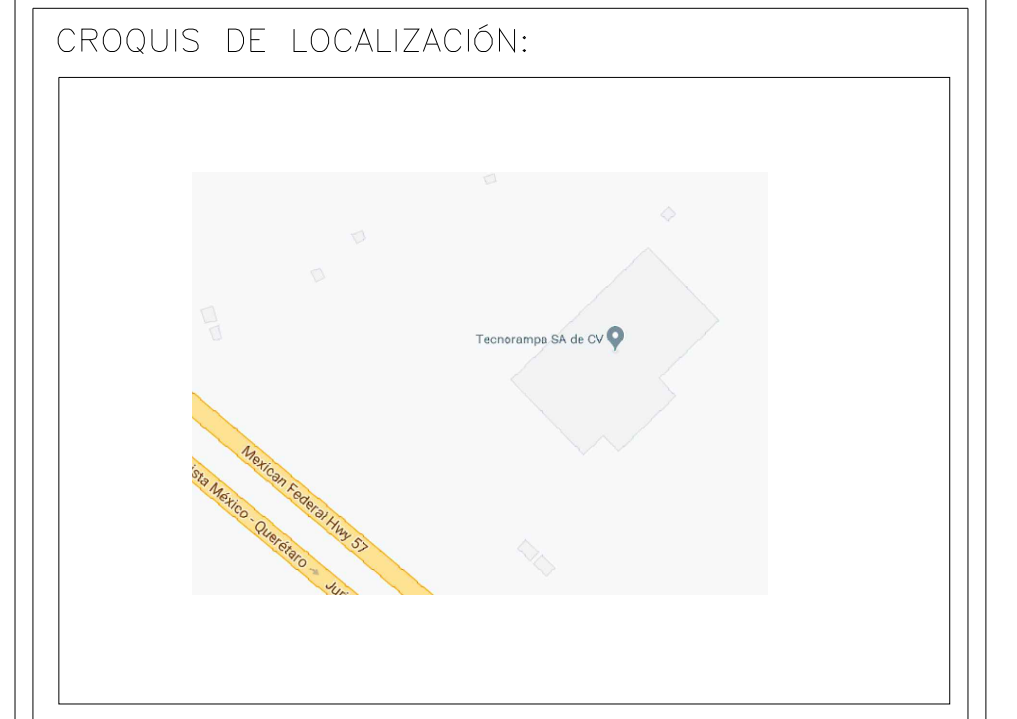 CROQUIS DE LOCALIZACIÓN:
Tecnorampa SA de CV
Mexican Federal Hwy 57
ista México - Querétaro